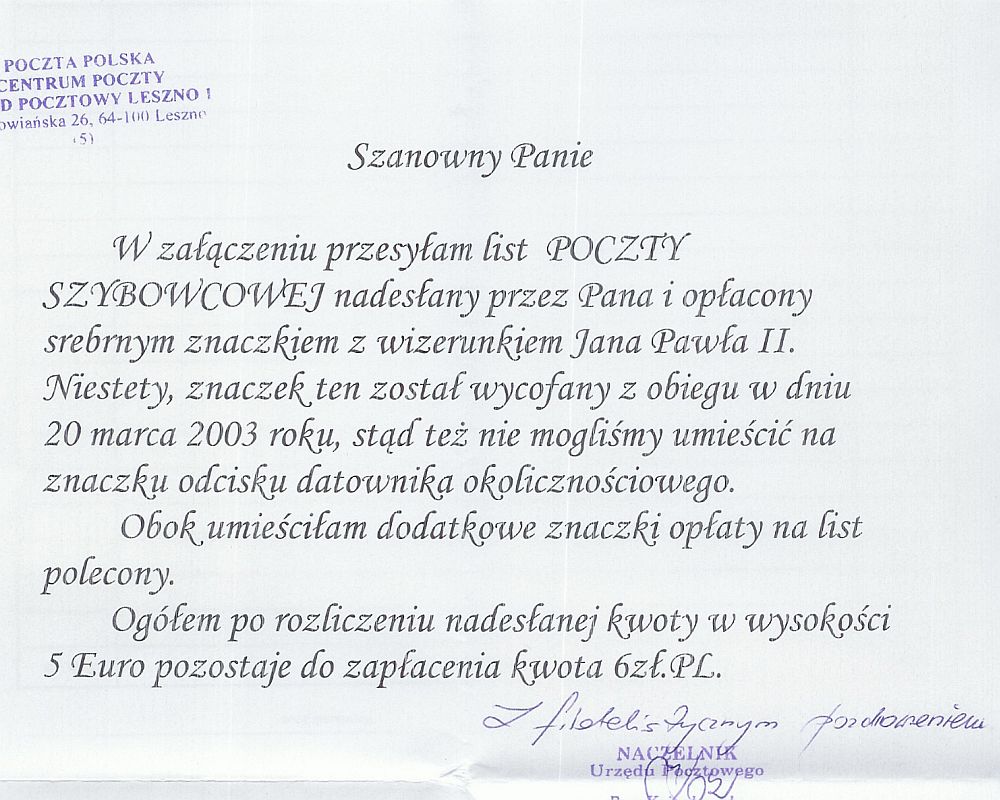 POCZTA POLSKA
CENTRUM POCZTY
D POCZTOWY LESZNO 1
owiańska 26, 64-100 Leszno
(5)
Szanowny Panie
W załączeniu przesyłam list POCZTY
SZYBOWCOWEJ nadesłany przez Pana i opłacony
srebrnym znaczkiem z wizerunkiem Jana Pawła II.
Niestety, znaczek ten został wycofany z obiegu w dniu
20 marca 2003 roku, stąd też nie mogliśmy umieścić na
znaczku odcisku datownika okolicznościowego.
Obok umieściłam dodatkowe znaczki opłaty na list
polecony.
Ogółem po rozliczeniu nadesłanej kwoty w wysokości
5 Euro pozostaje do zapłacenia kwota 6zł.PL.
Z filatelistycznym pozdrowieniem
NACZELNIK
Urzędu Pocztowego